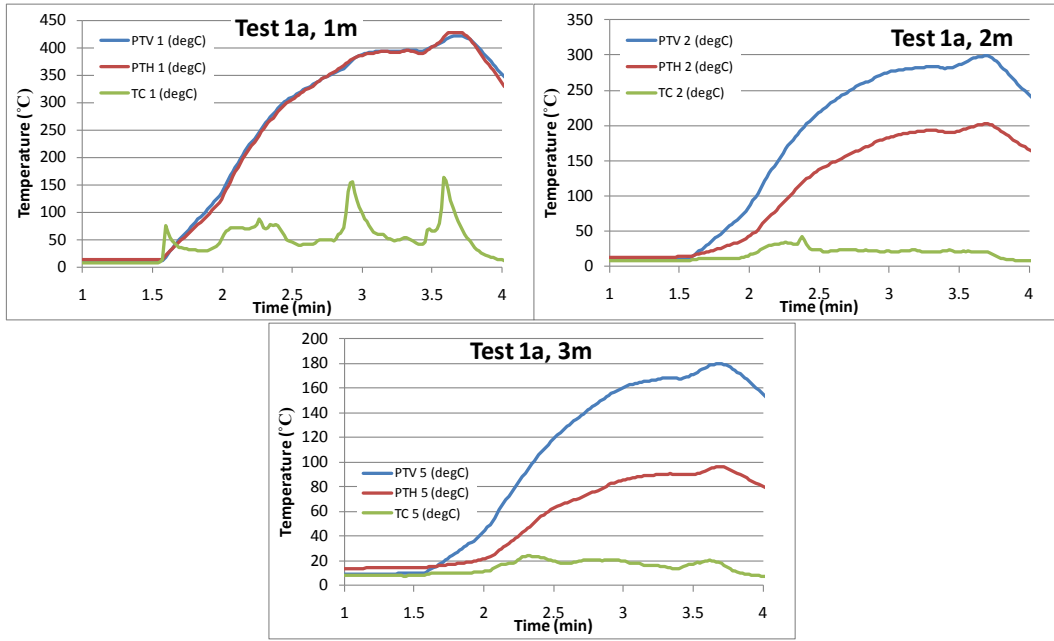 Test 1a, 1m
Temperature (°C)
450
400
350
300
250
200
150
100
50
0
PTV 1 (degC)
PTH 1 (degC)
TC 1 (degC)
1
1.5
2
2.5
3
3.5
4
Time (min)
Test 1a, 2m
Temperature (°C)
350
300
250
200
150
100
50
0
PTV 2 (degC)
PTH 2 (degC)
TC 2 (degC)
1
1.5
2
2.5
3
3.5
4
Time (min)
Test 1a, 3m
Temperature (°C)
200
180
160
140
120
100
80
60
40
20
0
PTV 5 (degC)
PTH 5 (degC)
TC 5 (degC)
1
1.5
2
2.5
3
3.5
4
Time (min)